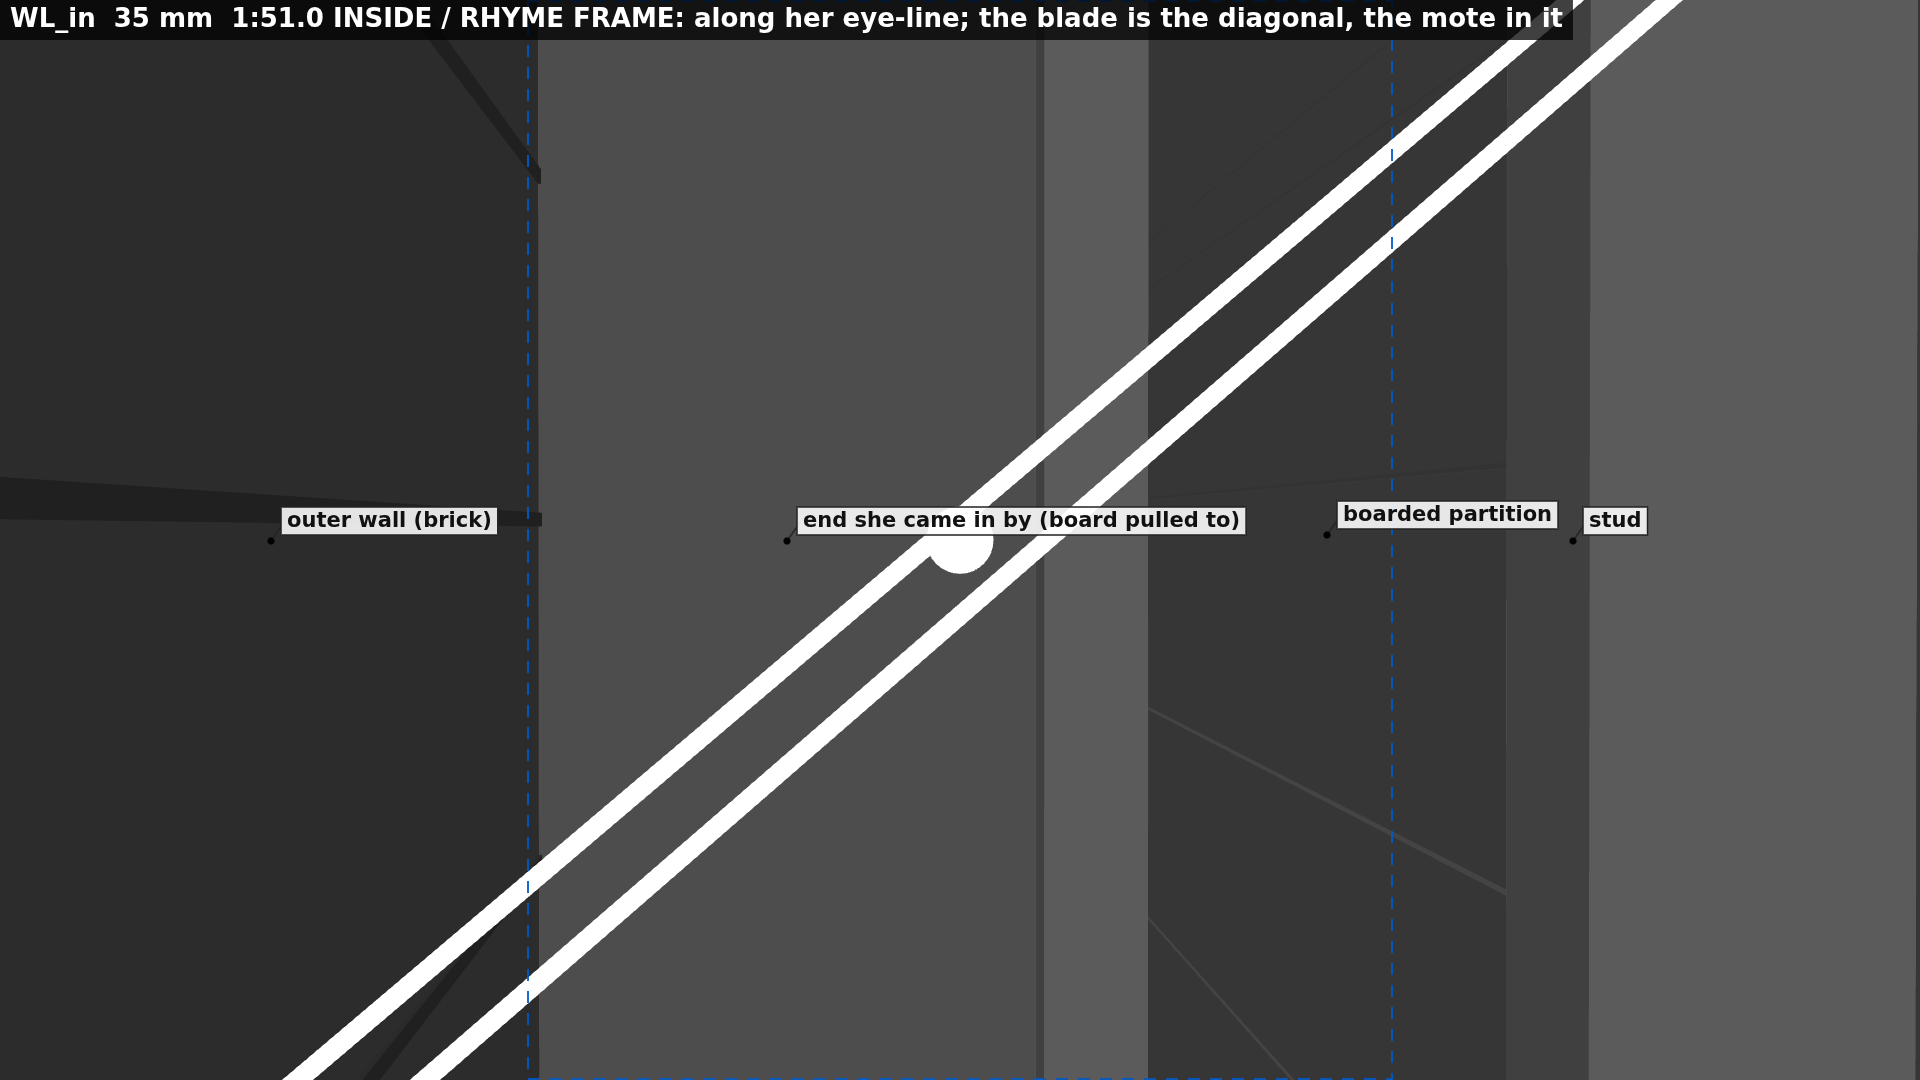 WL_in 35 mm 1:51.0 INSIDE / RHYME FRAME: along her eye-line; the blade is the diagonal, the mote in it
outer wall (brick)
end she came in by (board pulled to)
boarded partition
stud